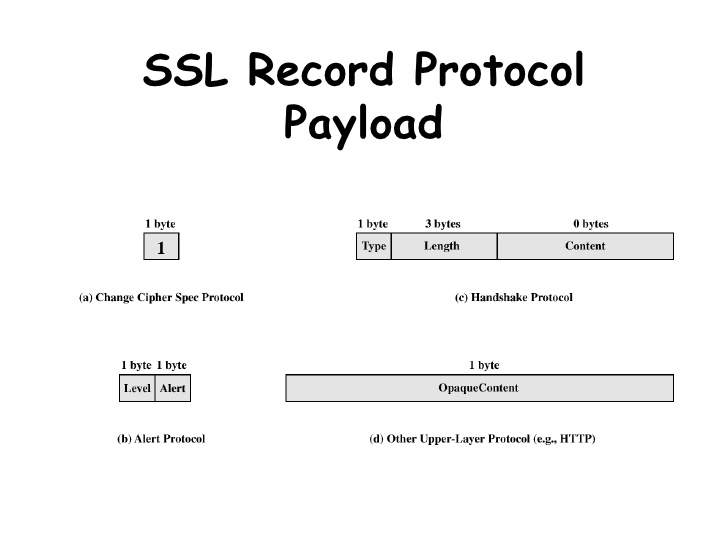 SSL Record Protocol
Payload
1 byte
1
(a) Change Cipher Spec Protocol
1 byte 3 bytes 0 bytes
Type Length Content
(c) Handshake Protocol
1 byte 1 byte
Level Alert
(b) Alert Protocol
1 byte
OpaqueContent
(d) Other Upper-Layer Protocol (e.g., HTTP)